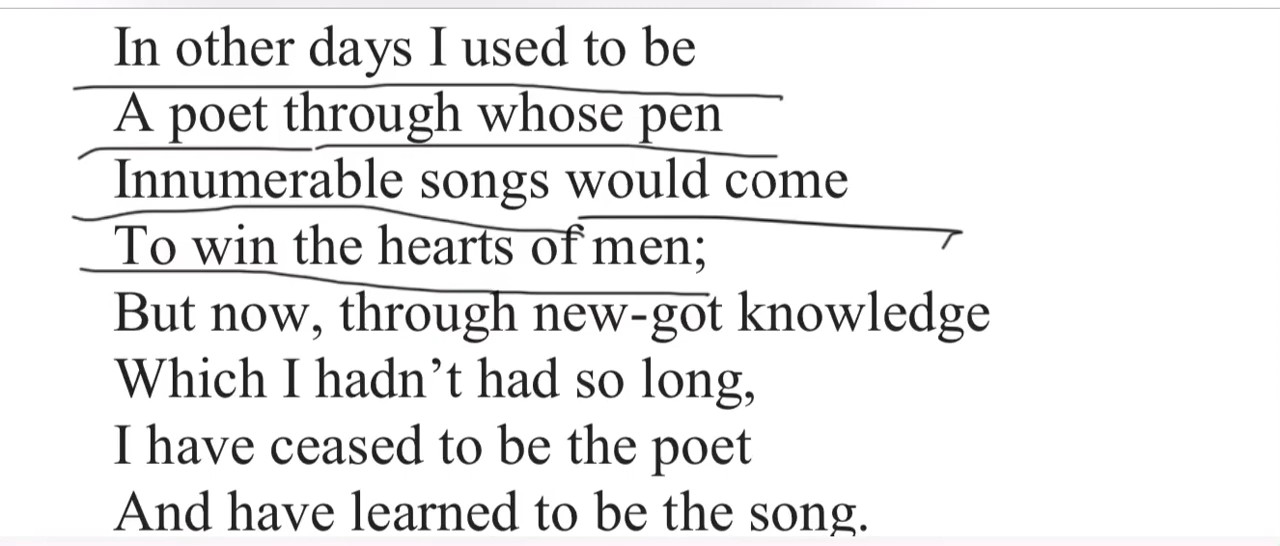 In other days I used to be
A poet through whose pen
Innumerable songs would come
To win the hearts of men;
But now, through new-got knowledge
Which I hadn’t had so long,
I have ceased to be the poet
And have learned to be the song.